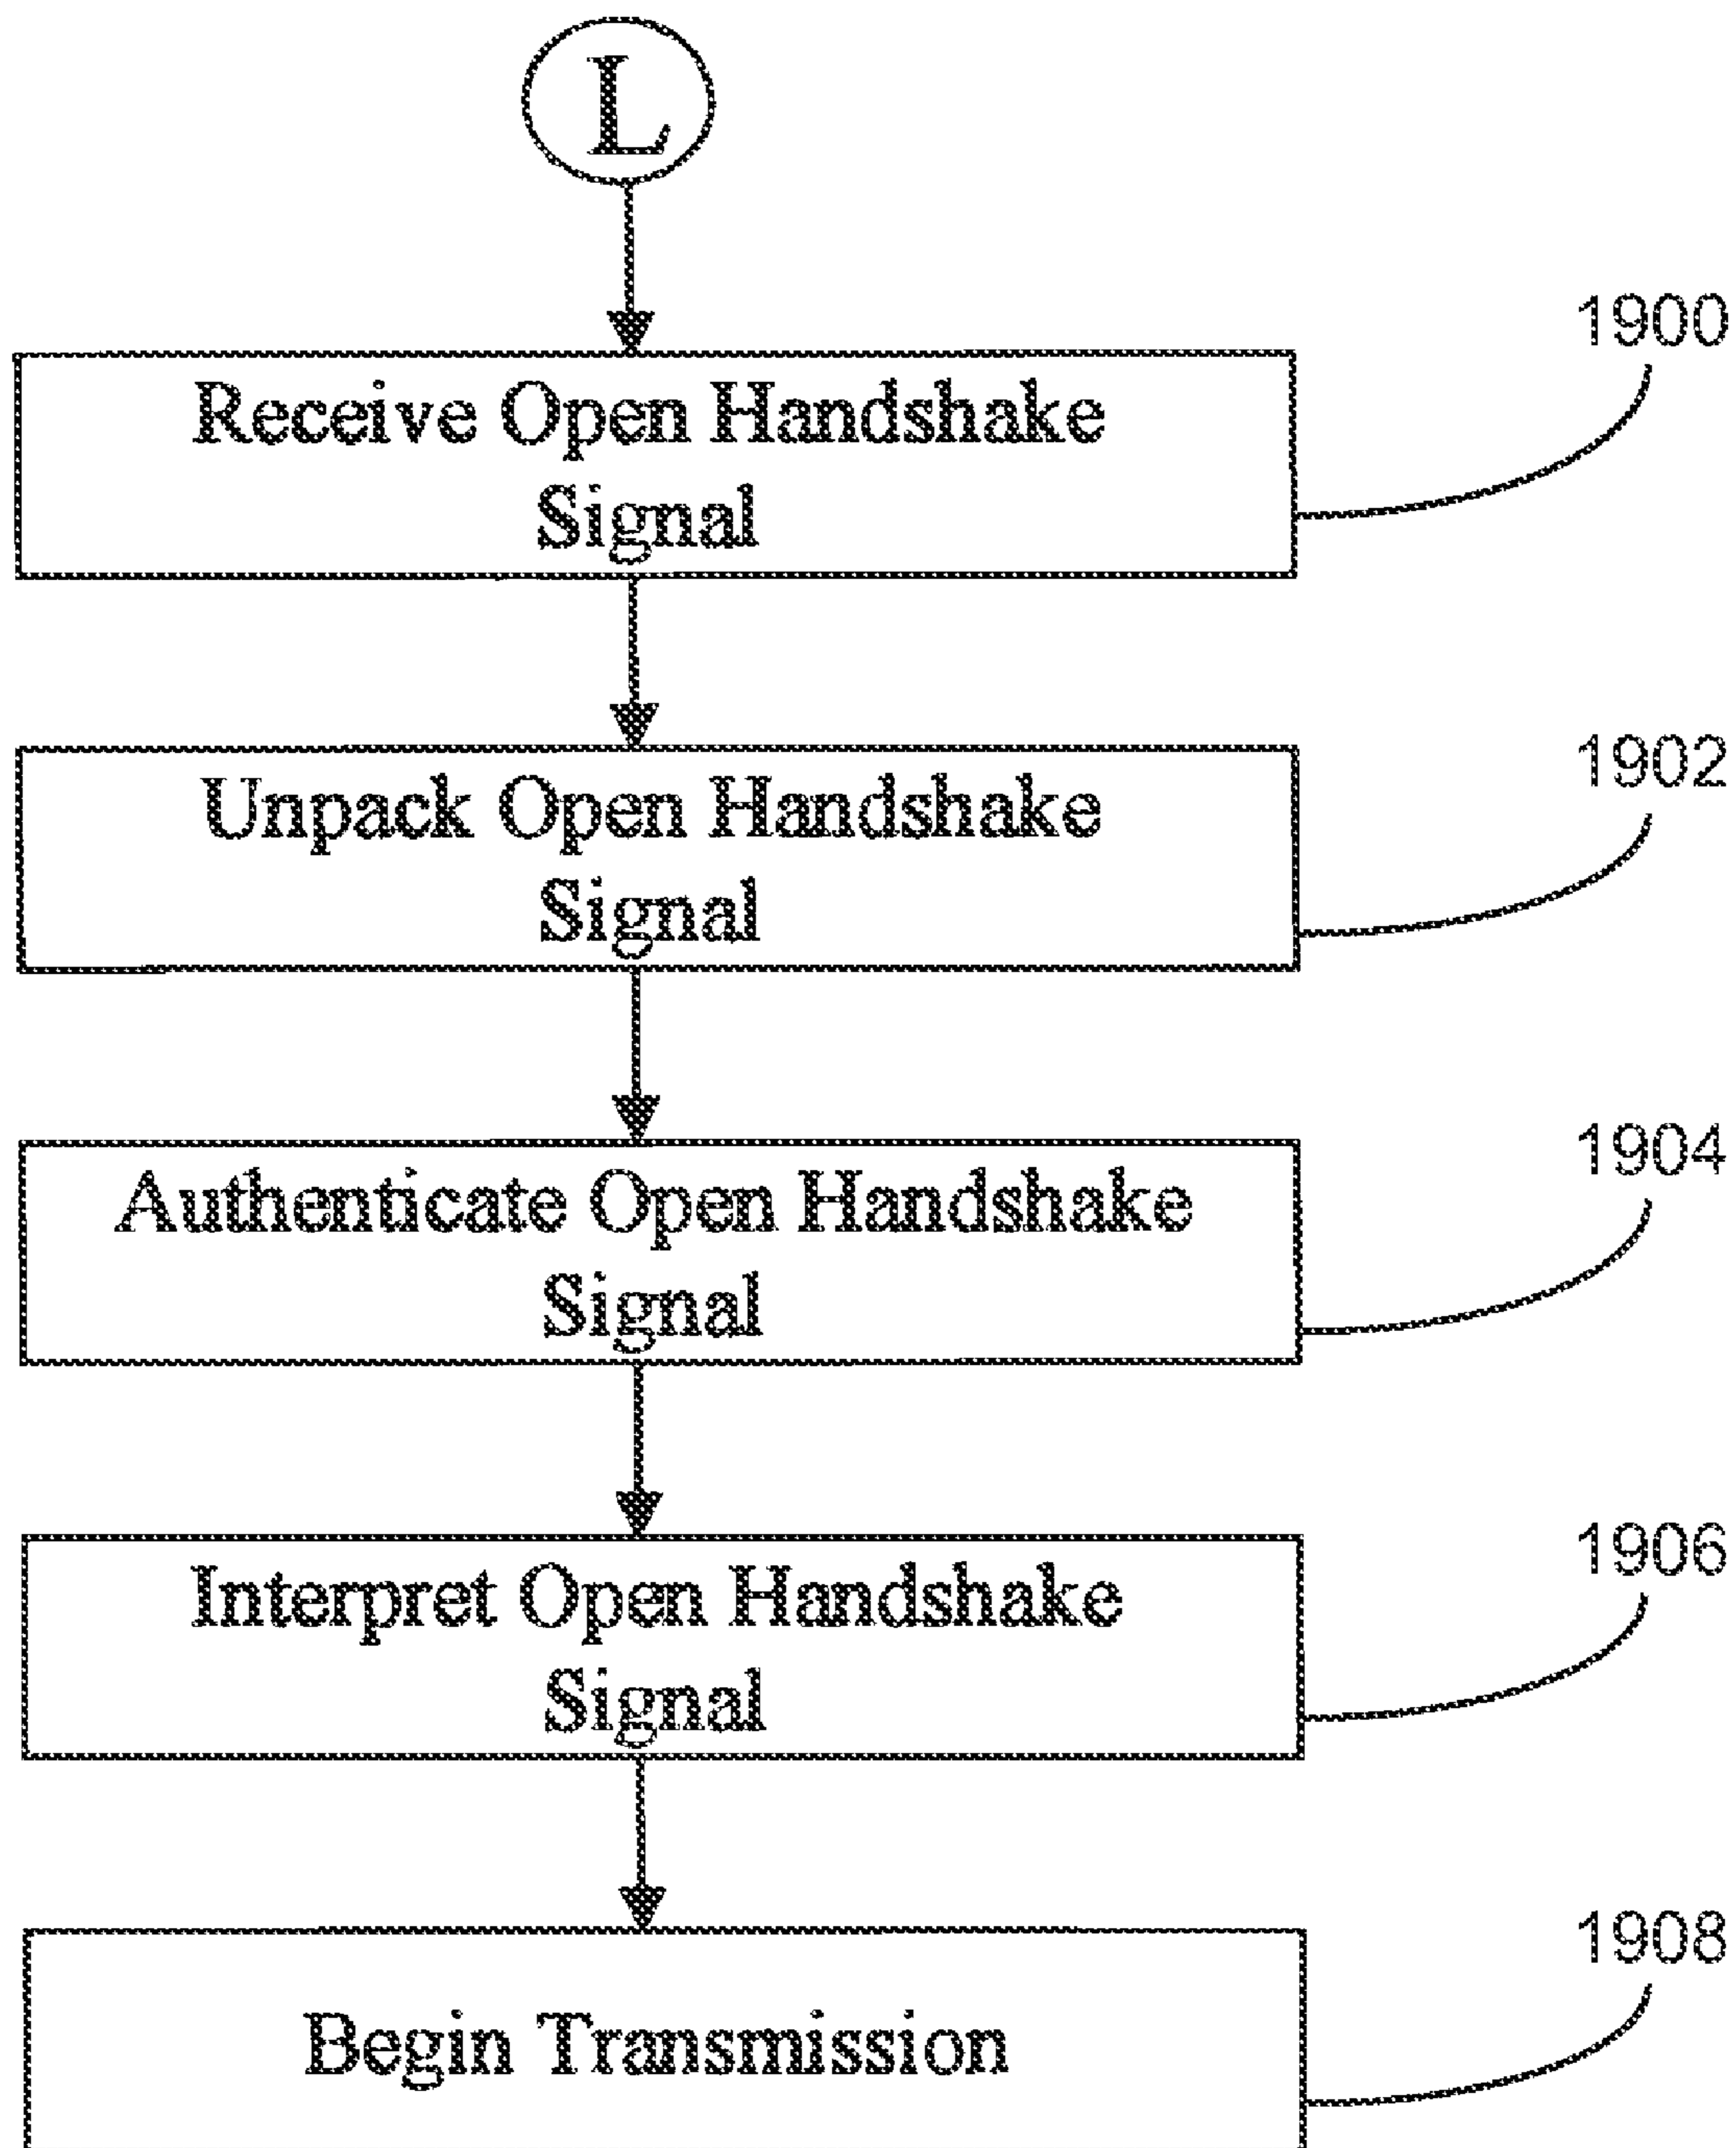 L
1900
Receive Open Handshake
Signal
1902
Unpack Open Handshake
Signal
1904
Authenticate Open Handshake
Signal
1906
Interpret Open Handshake
Signal
1908
Begin Transmission